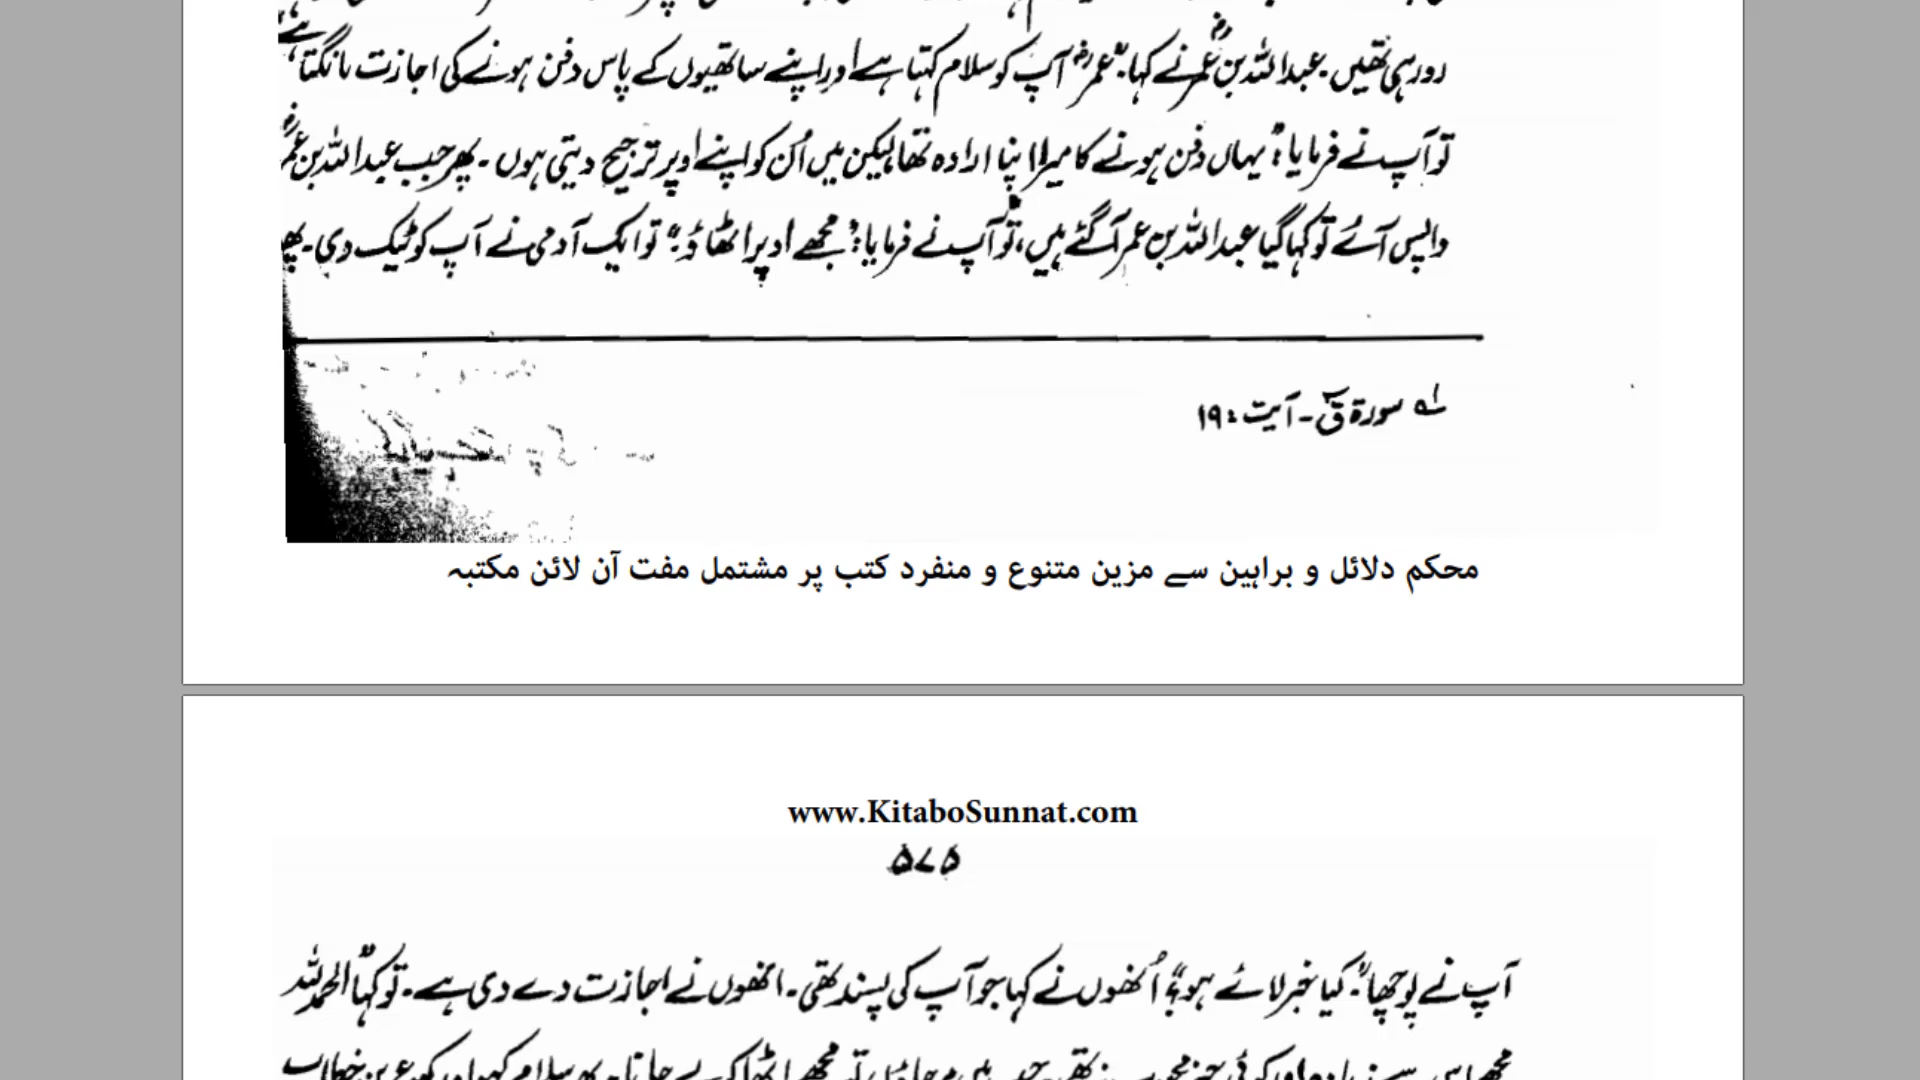 رو رہی تھیں۔ عبداللہ بن عمرؓ نے کہا۔ "عمرؓ آپ کو سلام کہتا ہے اور اپنے ساتھیوں کے پاس دفن ہونے کی اجازت مانگتا ہے"
تو آپ نے فرمایا: "یہاں دفن ہونے کا میرا اپنا ارادہ تھا لیکن میں اُن کو اپنے اوپر ترجیح دیتی ہوں۔ پھر جب عبداللہ بن عمرؓ
واپس آئے تو کہا گیا عبداللہ بن عمر آگئے ہیں، تو آپ نے فرمایا: "مجھے اوپر اٹھا دُ۔" تو ایک آدمی نے آپ کو ٹیک دی۔ پھر
لہ سورۃ قٓ - آیت : ۱۹
محکم دلائل و براہین سے مزین متنوع و منفرد کتب پر مشتمل مفت آن لائن مکتبہ
www.KitaboSunnat.com
۵۷۵
آپ نے پوچھا "کیا خبر لائے ہو؟" اُنھوں نے کہا جو آپ کی پسند تھی۔ انھوں نے اجازت دے دی ہے۔ تو کہا "الحمد للہ